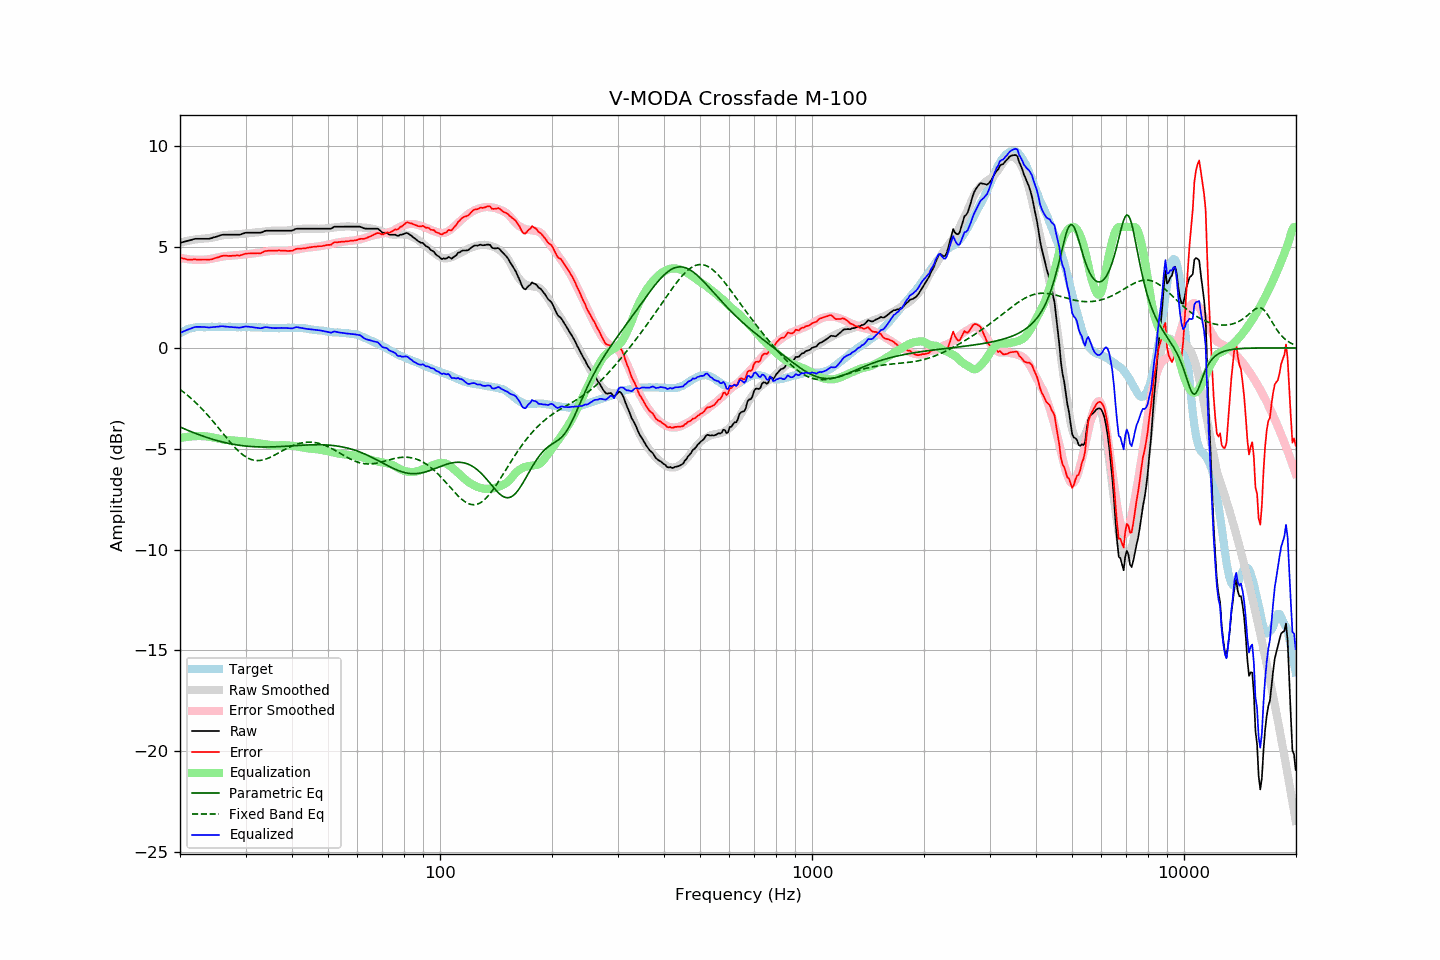 V-MODA Crossfade M-100
10
5
0
−5
−10
−15
−20
−25
Amplitude (dBr)
Target
Raw Smoothed
Error Smoothed
Raw
Error
Equalization
Parametric Eq
Fixed Band Eq
Equalized
100
1000
10000
Frequency (Hz)